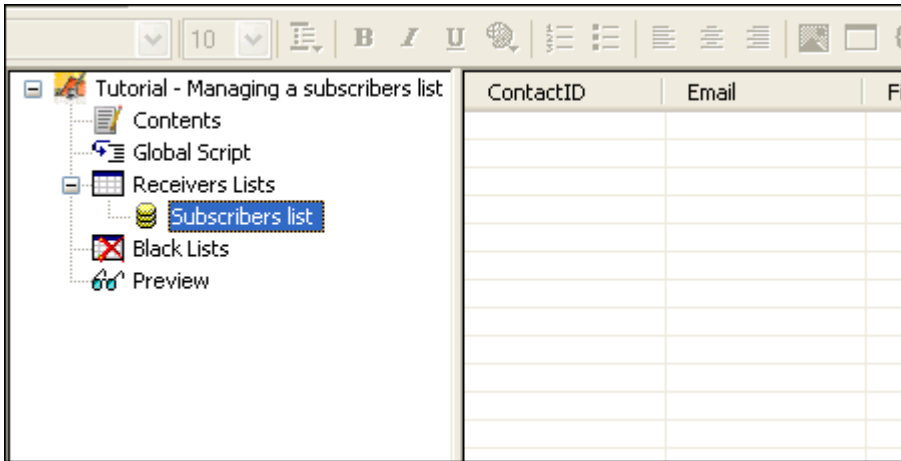 10 B I U
Tutorial - Managing a subscribers list
Contents
Global Script
Receivers Lists
Subscribers list
Black Lists
Preview
ContactID Email